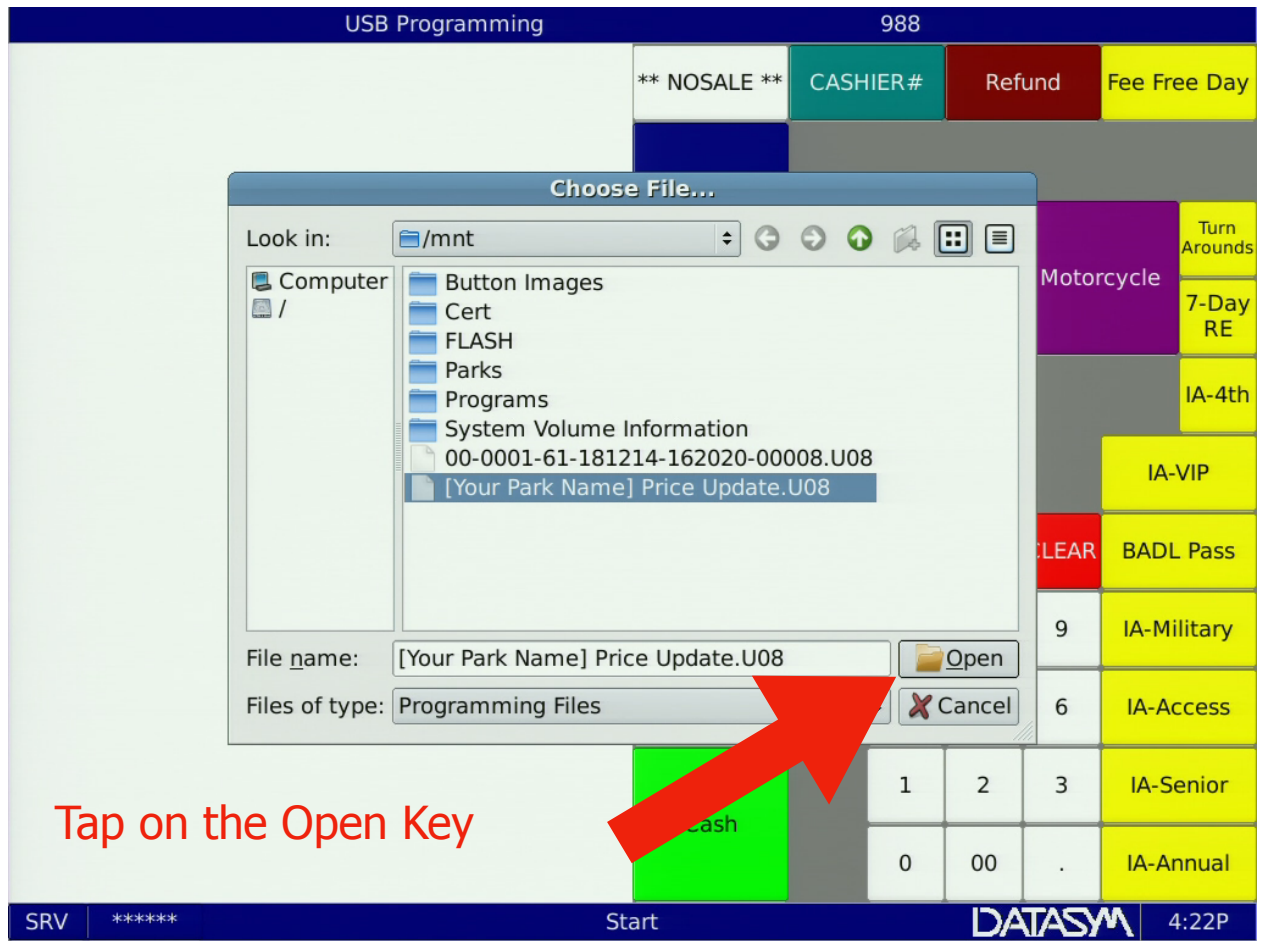 USB Programming 988
** NOSALE ** CASHIER# Refund Fee Free Day
Choose File...
Look in: /mnt
Computer
/
Button Images
Cert
FLASH
Parks
Programs
System Volume Information
00-0001-61-181214-162020-00008.U08
[Your Park Name] Price Update.U08
File name: [Your Park Name] Price Update.U08 Open
Files of type: Programming Files Cancel
Motorcycle
Turn
Arounds
7-Day
RE
IA-4th
IA-VIP
CLEAR BADL Pass
9 IA-Military
6 IA-Access
1 2 3 IA-Senior
Cash
0 00 . IA-Annual
Tap on the Open Key
SRV ****** Start DATASYM 4:22P